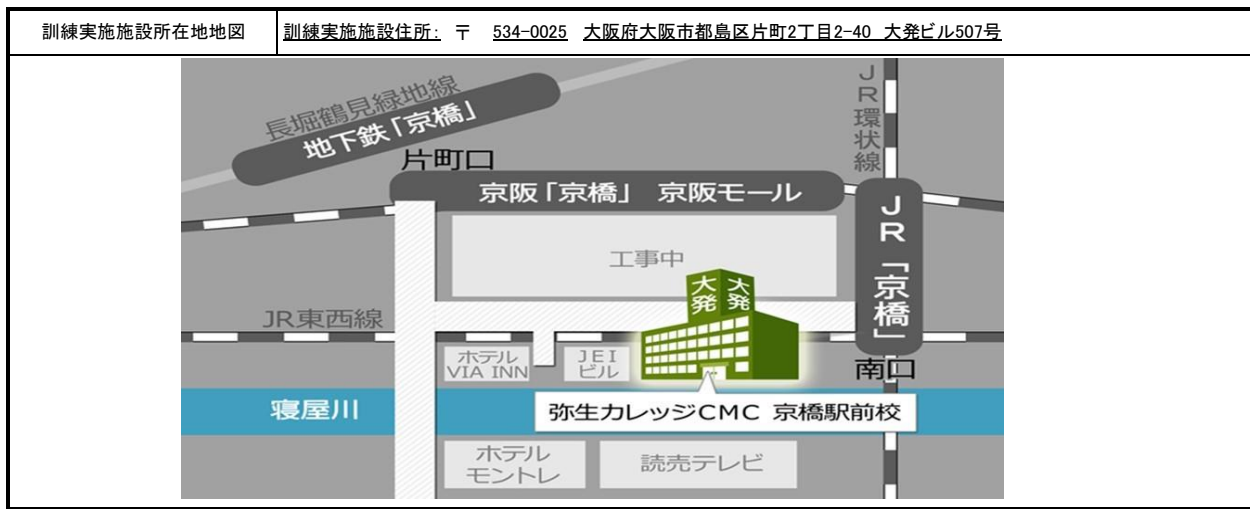 訓練実施施設所在地地図
訓練実施施設住所： 〒 534-0025 大阪府大阪市都島区片町2丁目2-40 大発ビル507号
長堀鶴見緑地線
地下鉄「京橋」
JR環状線
片町口
京阪「京橋」 京阪モール
JR「京橋」
工事中
大発
大発
JR東西線
ホテル
VIA INN
JEI
ビル
南口
寝屋川
弥生カレッジCMC 京橋駅前校
ホテル
モントレ
読売テレビ